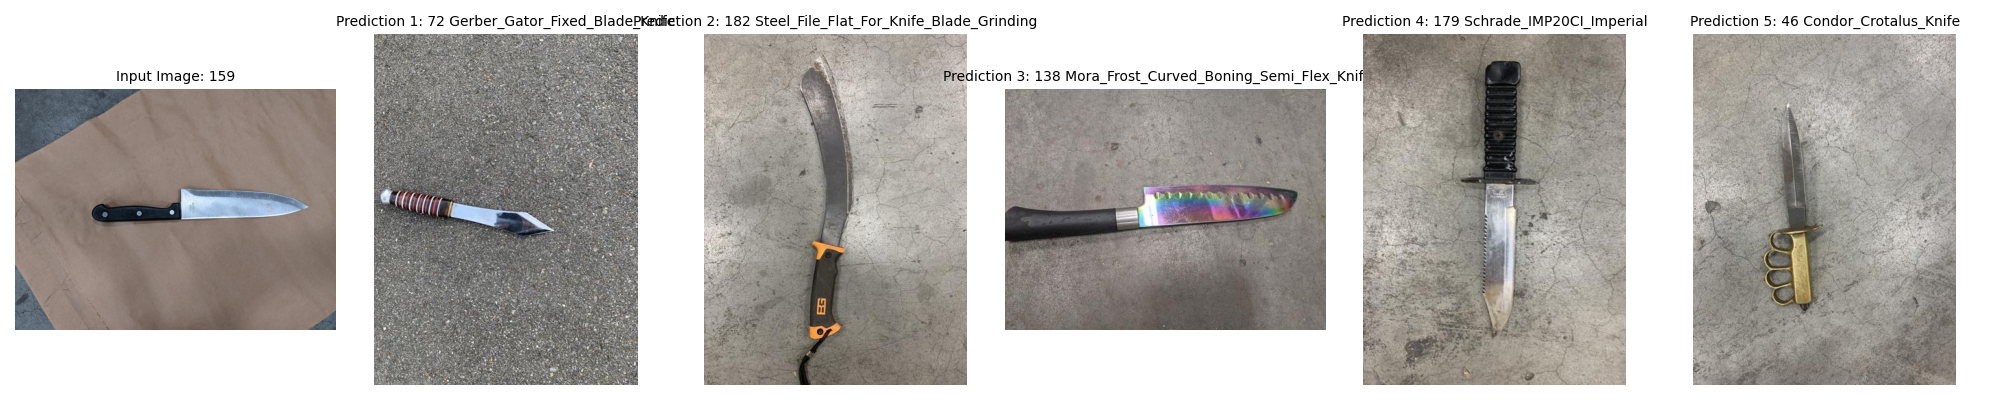 Prediction 1: 72 Gerber_Gator_Fixed_Blade_Knife
Prediction 2: 182 Steel_File_Flat_For_Knife_Blade_Grinding
Prediction 4: 179 Schrade_IMP20CI_Imperial
Prediction 5: 46 Condor_Crotalus_Knife
Input Image: 159
Prediction 3: 138 Mora_Frost_Curved_Boning_Semi_Flex_Knif
BG